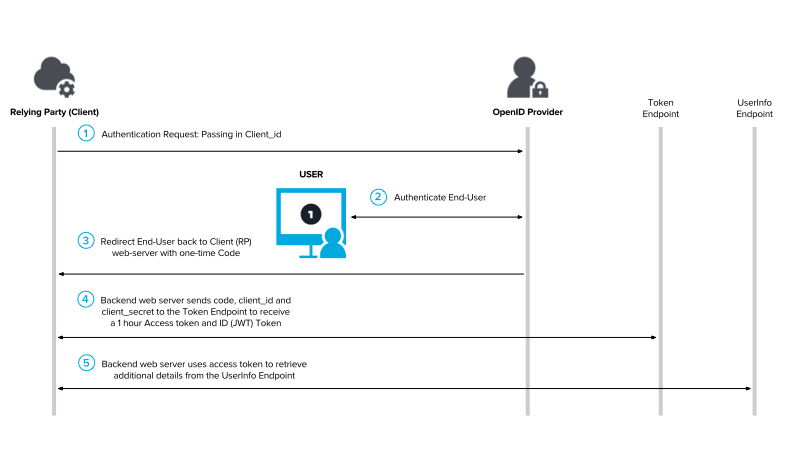 Relying Party (Client)
OpenID Provider
Token
Endpoint
UserInfo
Endpoint
1 Authentication Request: Passing in Client_id
USER
1
2 Authenticate End-User
3 Redirect End-User back to Client (RP)
web-server with one-time Code
4 Backend web server sends code, client_id and
client_secret to the Token Endpoint to receive
a 1 hour Access token and ID (JWT) Token
5 Backend web server uses access token to retrieve
additional details from the UserInfo Endpoint